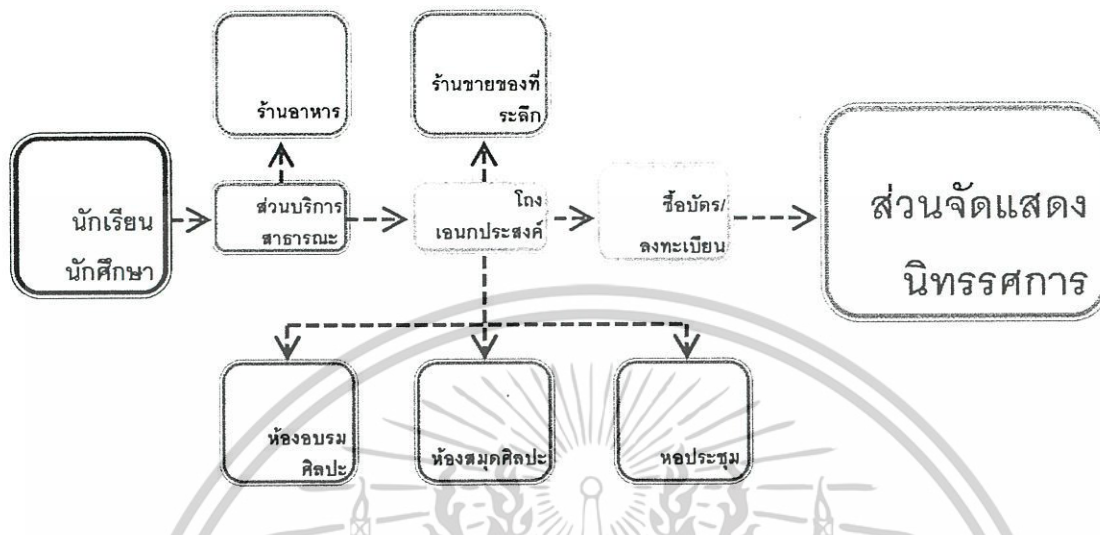 ร้านอาหาร
ร้านขายของที่
ระลึก
นักเรียน
นักศึกษา
ส่วนบริการ
สาธารณะ
โถง
เอนกประสงค์
ซื้อบัตร/
ลงทะเบียน
ส่วนจัดแสดง
นิทรรศการ
ห้องอบรม
ศิลปะ
ห้องสมุดศิลปะ
หอประชุม